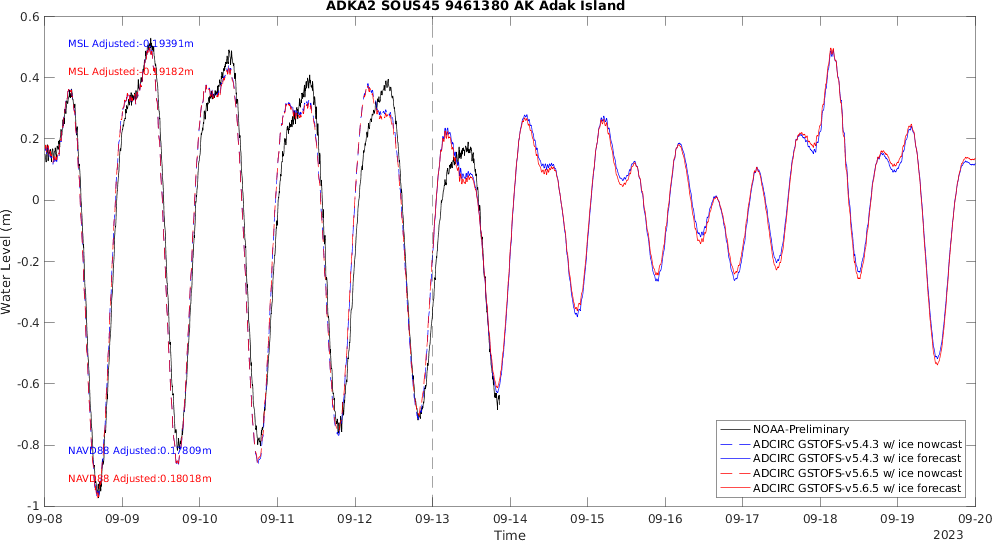 ADKA2 SOUS45 9461380 AK Adak Island
0.6
0.4
0.2
0
-0.2
-0.4
-0.6
-0.8
-1
Water Level (m)
MSL Adjusted:-0.19391m
MSL Adjusted:-0.19182m
NAVD88 Adjusted:0.17809m
NAVD88 Adjusted:0.18018m
NOAA-Preliminary
ADCIRC GSTOFS-v5.4.3 w/ ice nowcast
ADCIRC GSTOFS-v5.4.3 w/ ice forecast
ADCIRC GSTOFS-v5.6.5 w/ ice nowcast
ADCIRC GSTOFS-v5.6.5 w/ ice forecast
09-08 09-09 09-10 09-11 09-12 09-13 09-14 09-15 09-16 09-17 09-18 09-19 09-20
Time
2023